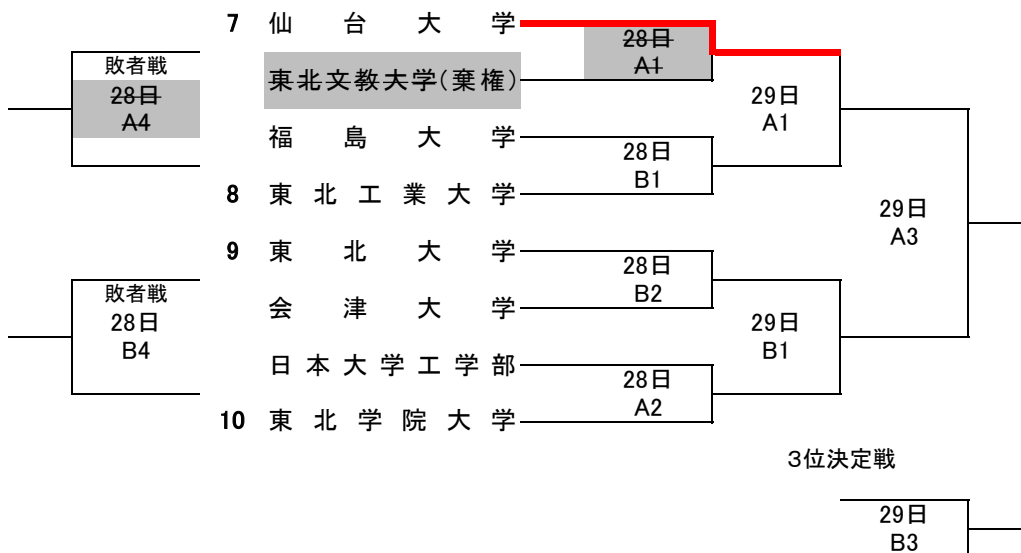 7 仙台大学
28日
A1
敗者戦
28日
A4
東北文教大学(棄権)
29日
A1
福島大学
28日
B1
8 東北工業大学
29日
A3
9 東北大学
28日
B2
敗者戦
28日
B4
会津大学
29日
B1
日本大学工学部
28日
A2
10 東北学院大学
3位決定戦
29日
B3